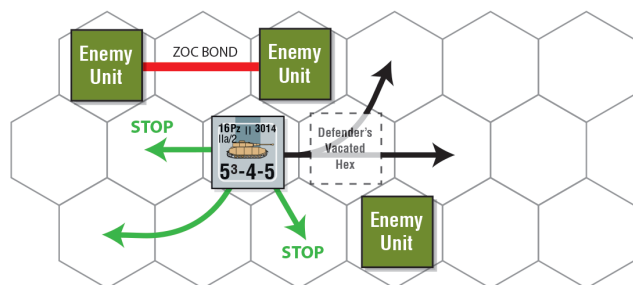 Enemy
Unit
ZOC BOND
Enemy
Unit
STOP
16Pz II 3014
IIa/2
5³-4-5
Defender's
Vacated
Hex
Enemy
Unit
STOP